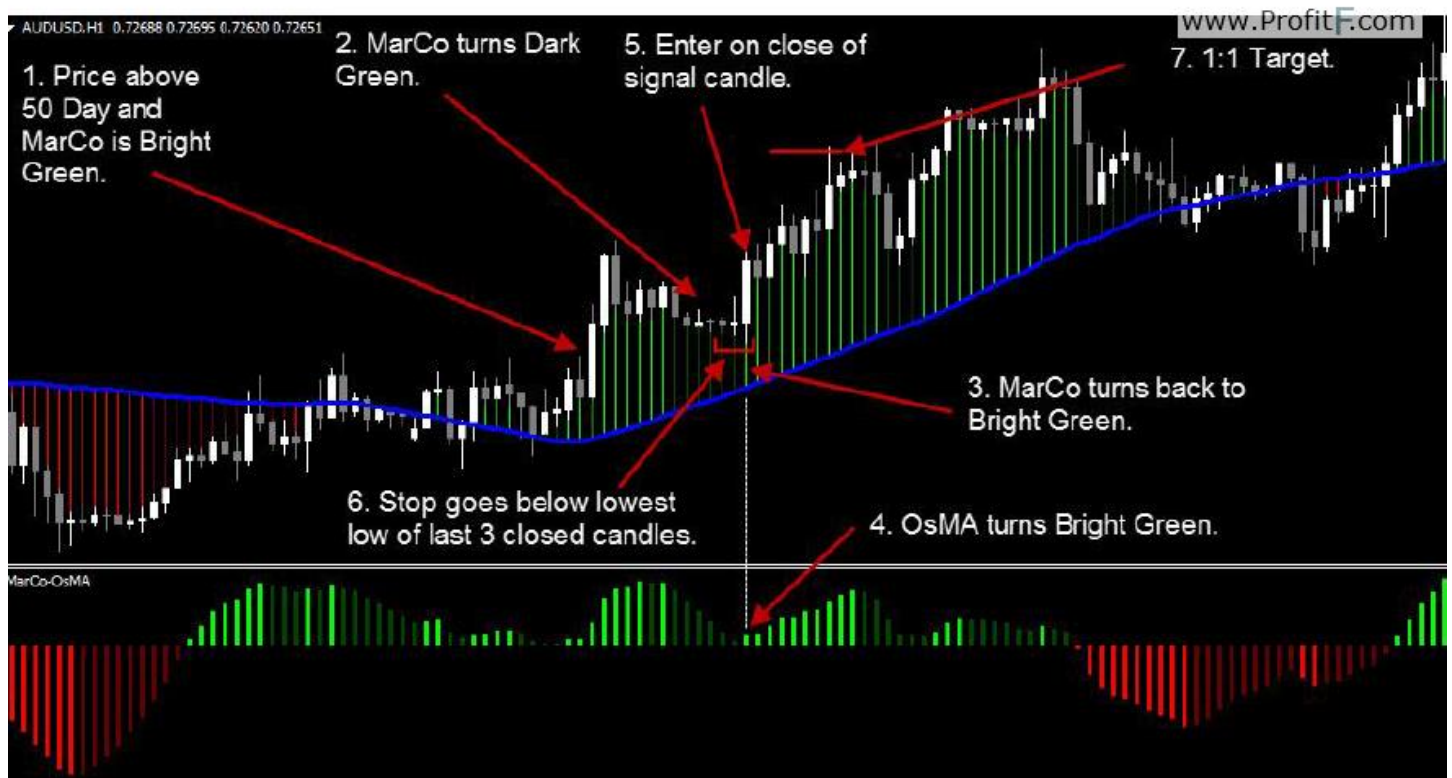 AUDUSD,H1 0.72688 0.72695 0.72620 0.72651
www.ProfitF.com
1. Price above
50 Day and
MarCo is Bright
Green.
2. MarCo turns Dark
Green.
5. Enter on close of
signal candle.
7. 1:1 Target.
3. MarCo turns back to
Bright Green.
6. Stop goes below lowest
low of last 3 closed candles.
4. OsMA turns Bright Green.
MarCo-OsMA